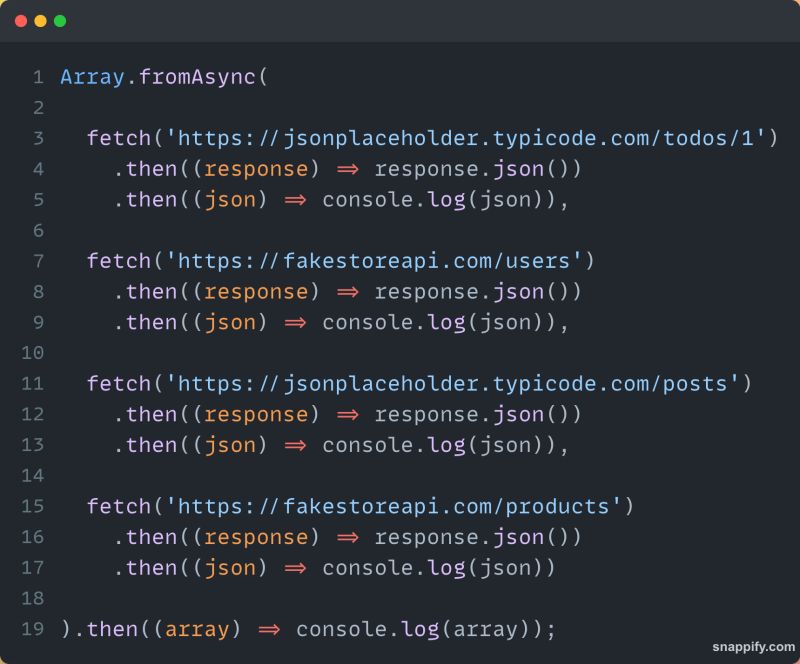 1 Array.fromAsync(
2
3 fetch('https://jsonplaceholder.typicode.com/todos/1')
4 .then((response) => response.json())
5 .then((json) => console.log(json)),
6
7 fetch('https://fakestoreapi.com/users')
8 .then((response) => response.json())
9 .then((json) => console.log(json)),
10
11 fetch('https://jsonplaceholder.typicode.com/posts')
12 .then((response) => response.json())
13 .then((json) => console.log(json)),
14
15 fetch('https://fakestoreapi.com/products')
16 .then((response) => response.json())
17 .then((json) => console.log(json))
18
19 ).then((array) => console.log(array));
snappify.com